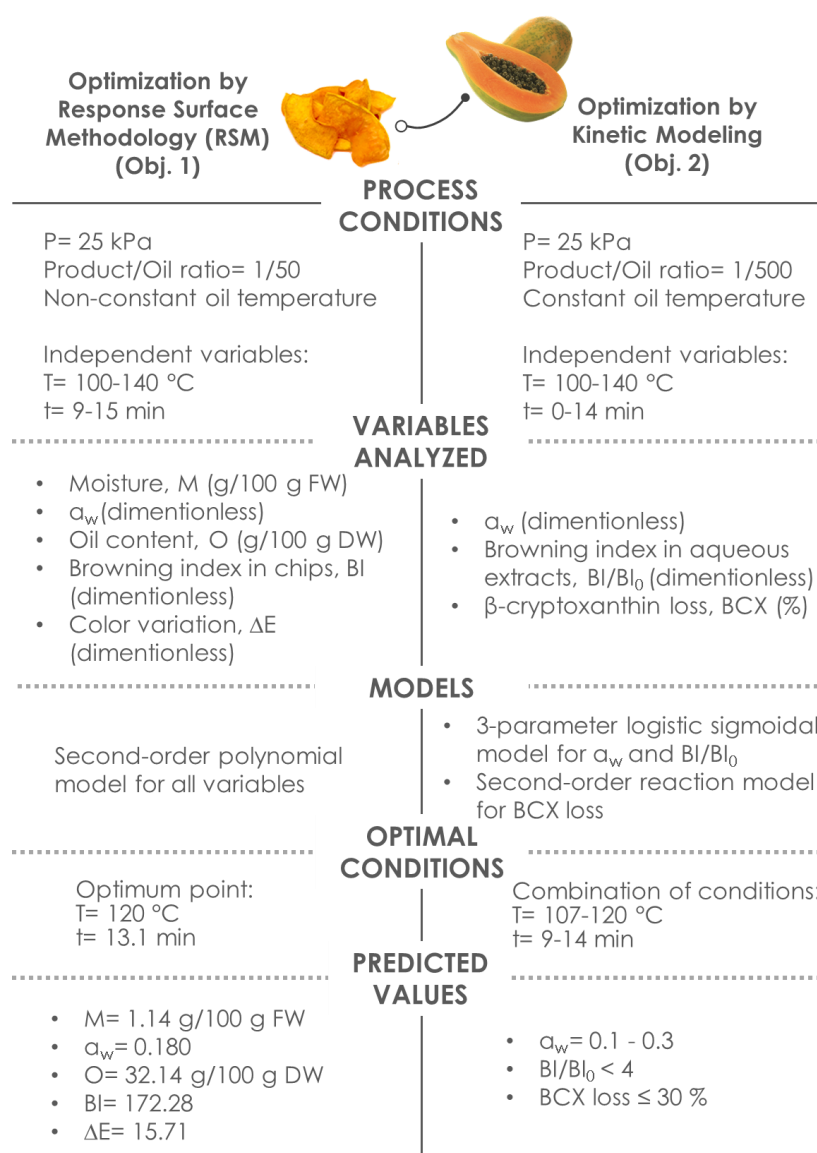 Optimization by
Response Surface
Methodology (RSM)
(Obj. 1)
Optimization by
Kinetic Modeling
(Obj. 2)
PROCESS
CONDITIONS
P= 25 kPa
Product/Oil ratio= 1/50
Non-constant oil temperature
Independent variables:
T= 100-140 °C
t= 9-15 min
P= 25 kPa
Product/Oil ratio= 1/500
Constant oil temperature
Independent variables:
T= 100-140 °C
t= 0-14 min
VARIABLES
ANALYZED
• Moisture, M (g/100 g FW)
• aw (dimentionless)
• Oil content, O (g/100 g DW)
• Browning index in chips, BI
(dimentionless)
• Color variation, ΔE
(dimentionless)
• aw (dimentionless)
• Browning index in aqueous
extracts, BI/BI0 (dimentionless)
• β-cryptoxanthin loss, BCX (%)
MODELS
Second-order polynomial
model for all variables
• 3-parameter logistic sigmoidal
model for aw and BI/BI0
• Second-order reaction model
for BCX loss
OPTIMAL
CONDITIONS
Optimum point:
T= 120 °C
t= 13.1 min
Combination of conditions:
T= 107-120 °C
t= 9-14 min
PREDICTED
VALUES
• M= 1.14 g/100 g FW
• aw= 0.180
• O= 32.14 g/100 g DW
• BI= 172.28
• ΔE= 15.71
• aw= 0.1 - 0.3
• BI/BI0 < 4
• BCX loss ≤ 30 %